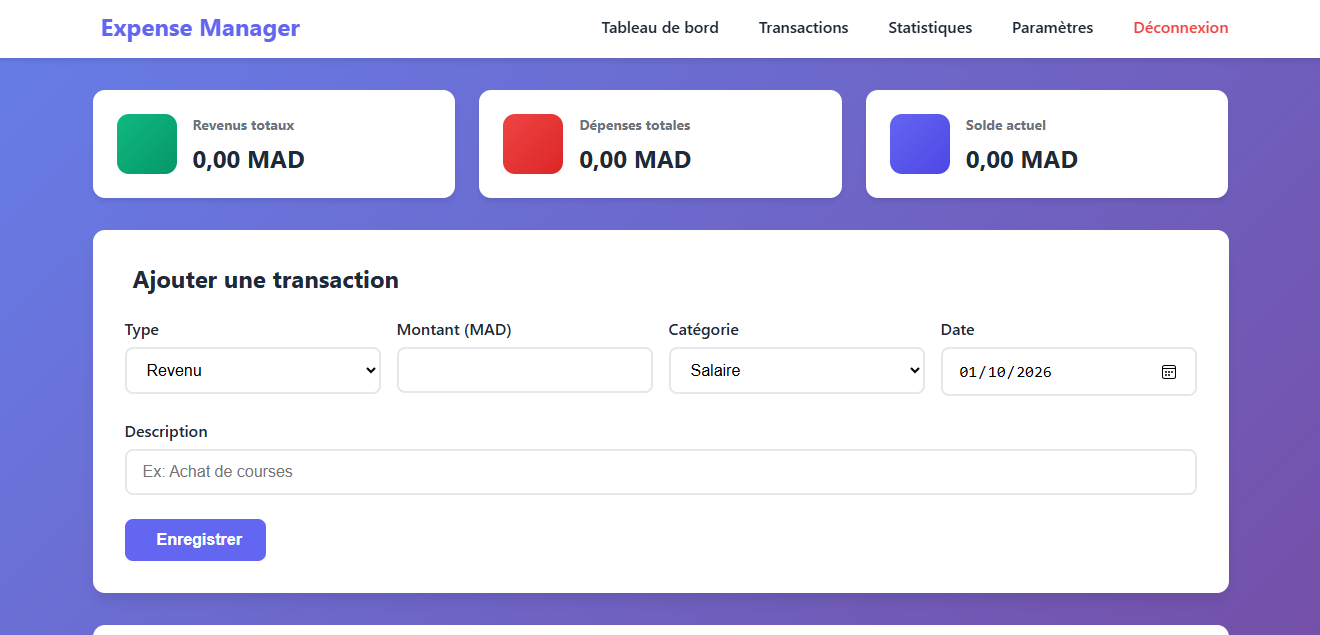 Expense Manager Tableau de bord Transactions Statistiques Paramètres Déconnexion
Revenus totaux Dépenses totales Solde actuel
0,00 MAD 0,00 MAD 0,00 MAD
Ajouter une transaction
Type Montant (MAD) Catégorie Date
Revenu Salaire 01/10/2026
Description
Ex: Achat de courses
Enregistrer